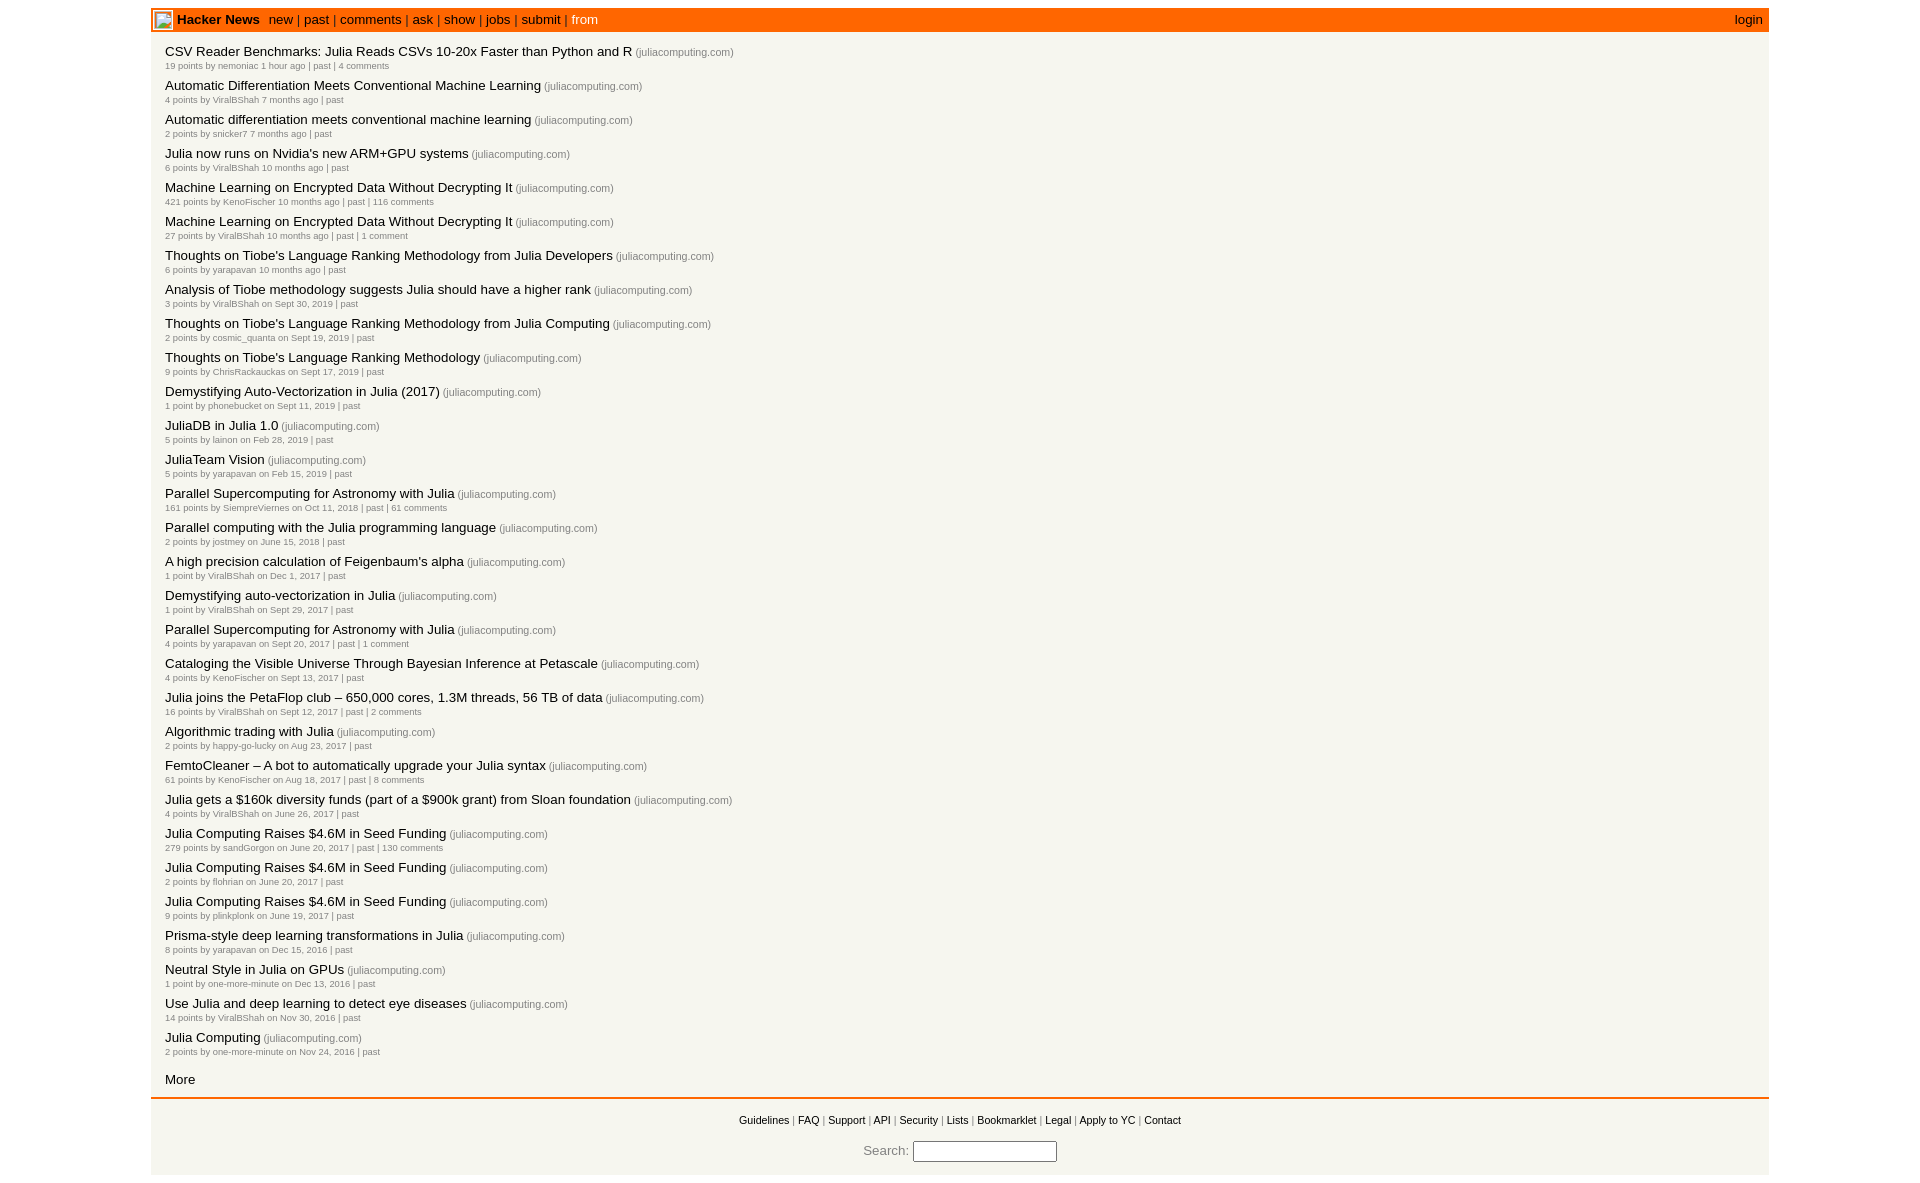 Hacker News new | past | comments | ask | show | jobs | submit | from login
CSV Reader Benchmarks: Julia Reads CSVs 10-20x Faster than Python and R (juliacomputing.com)
19 points by nemoniac 1 hour ago | past | 4 comments
Automatic Differentiation Meets Conventional Machine Learning (juliacomputing.com)
4 points by ViralBShah 7 months ago | past
Automatic differentiation meets conventional machine learning (juliacomputing.com)
2 points by snicker7 7 months ago | past
Julia now runs on Nvidia's new ARM+GPU systems (juliacomputing.com)
6 points by ViralBShah 10 months ago | past
Machine Learning on Encrypted Data Without Decrypting It (juliacomputing.com)
421 points by KenoFischer 10 months ago | past | 116 comments
Machine Learning on Encrypted Data Without Decrypting It (juliacomputing.com)
27 points by ViralBShah 10 months ago | past | 1 comment
Thoughts on Tiobe's Language Ranking Methodology from Julia Developers (juliacomputing.com)
6 points by yarapavan 10 months ago | past
Analysis of Tiobe methodology suggests Julia should have a higher rank (juliacomputing.com)
3 points by ViralBShah on Sept 30, 2019 | past
Thoughts on Tiobe's Language Ranking Methodology from Julia Computing (juliacomputing.com)
2 points by cosmic_quanta on Sept 19, 2019 | past
Thoughts on Tiobe's Language Ranking Methodology (juliacomputing.com)
9 points by ChrisRackauckas on Sept 17, 2019 | past
Demystifying Auto-Vectorization in Julia (2017) (juliacomputing.com)
1 point by phonebucket on Sept 11, 2019 | past
JuliaDB in Julia 1.0 (juliacomputing.com)
5 points by lainon on Feb 28, 2019 | past
JuliaTeam Vision (juliacomputing.com)
5 points by yarapavan on Feb 15, 2019 | past
Parallel Supercomputing for Astronomy with Julia (juliacomputing.com)
161 points by SiempreViernes on Oct 11, 2018 | past | 61 comments
Parallel computing with the Julia programming language (juliacomputing.com)
2 points by jostmey on June 15, 2018 | past
A high precision calculation of Feigenbaum's alpha (juliacomputing.com)
1 point by ViralBShah on Dec 1, 2017 | past
Demystifying auto-vectorization in Julia (juliacomputing.com)
1 point by ViralBShah on Sept 29, 2017 | past
Parallel Supercomputing for Astronomy with Julia (juliacomputing.com)
4 points by yarapavan on Sept 20, 2017 | past | 1 comment
Cataloging the Visible Universe Through Bayesian Inference at Petascale (juliacomputing.com)
4 points by KenoFischer on Sept 13, 2017 | past
Julia joins the PetaFlop club – 650,000 cores, 1.3M threads, 56 TB of data (juliacomputing.com)
16 points by ViralBShah on Sept 12, 2017 | past | 2 comments
Algorithmic trading with Julia (juliacomputing.com)
2 points by happy-go-lucky on Aug 23, 2017 | past
FemtoCleaner – A bot to automatically upgrade your Julia syntax (juliacomputing.com)
61 points by KenoFischer on Aug 18, 2017 | past | 8 comments
Julia gets a $160k diversity funds (part of a $900k grant) from Sloan foundation (juliacomputing.com)
4 points by ViralBShah on June 26, 2017 | past
Julia Computing Raises $4.6M in Seed Funding (juliacomputing.com)
279 points by sandGorgon on June 20, 2017 | past | 130 comments
Julia Computing Raises $4.6M in Seed Funding (juliacomputing.com)
2 points by flohrian on June 20, 2017 | past
Julia Computing Raises $4.6M in Seed Funding (juliacomputing.com)
9 points by plinkplonk on June 19, 2017 | past
Prisma-style deep learning transformations in Julia (juliacomputing.com)
8 points by yarapavan on Dec 15, 2016 | past
Neutral Style in Julia on GPUs (juliacomputing.com)
1 point by one-more-minute on Dec 13, 2016 | past
Use Julia and deep learning to detect eye diseases (juliacomputing.com)
14 points by ViralBShah on Nov 30, 2016 | past
Julia Computing (juliacomputing.com)
2 points by one-more-minute on Nov 24, 2016 | past
More
Guidelines | FAQ | Support | API | Security | Lists | Bookmarklet | Legal | Apply to YC | Contact
Search: